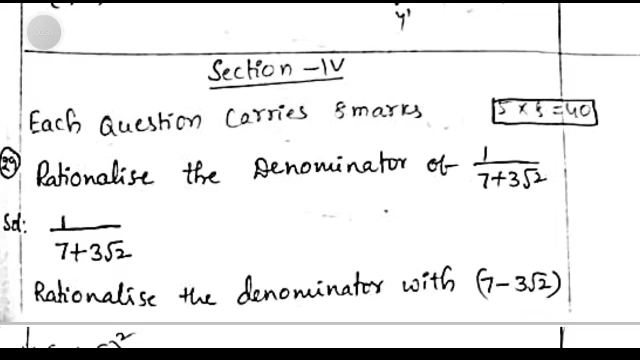 y'
Section - IV
Each Question Carries 8 marks 5 x 8 = 40
29 Rationalise the Denominator of 1/(7+3√2)
Sol: 1/(7+3√2)
Rationalise the denominator with (7-3√2)